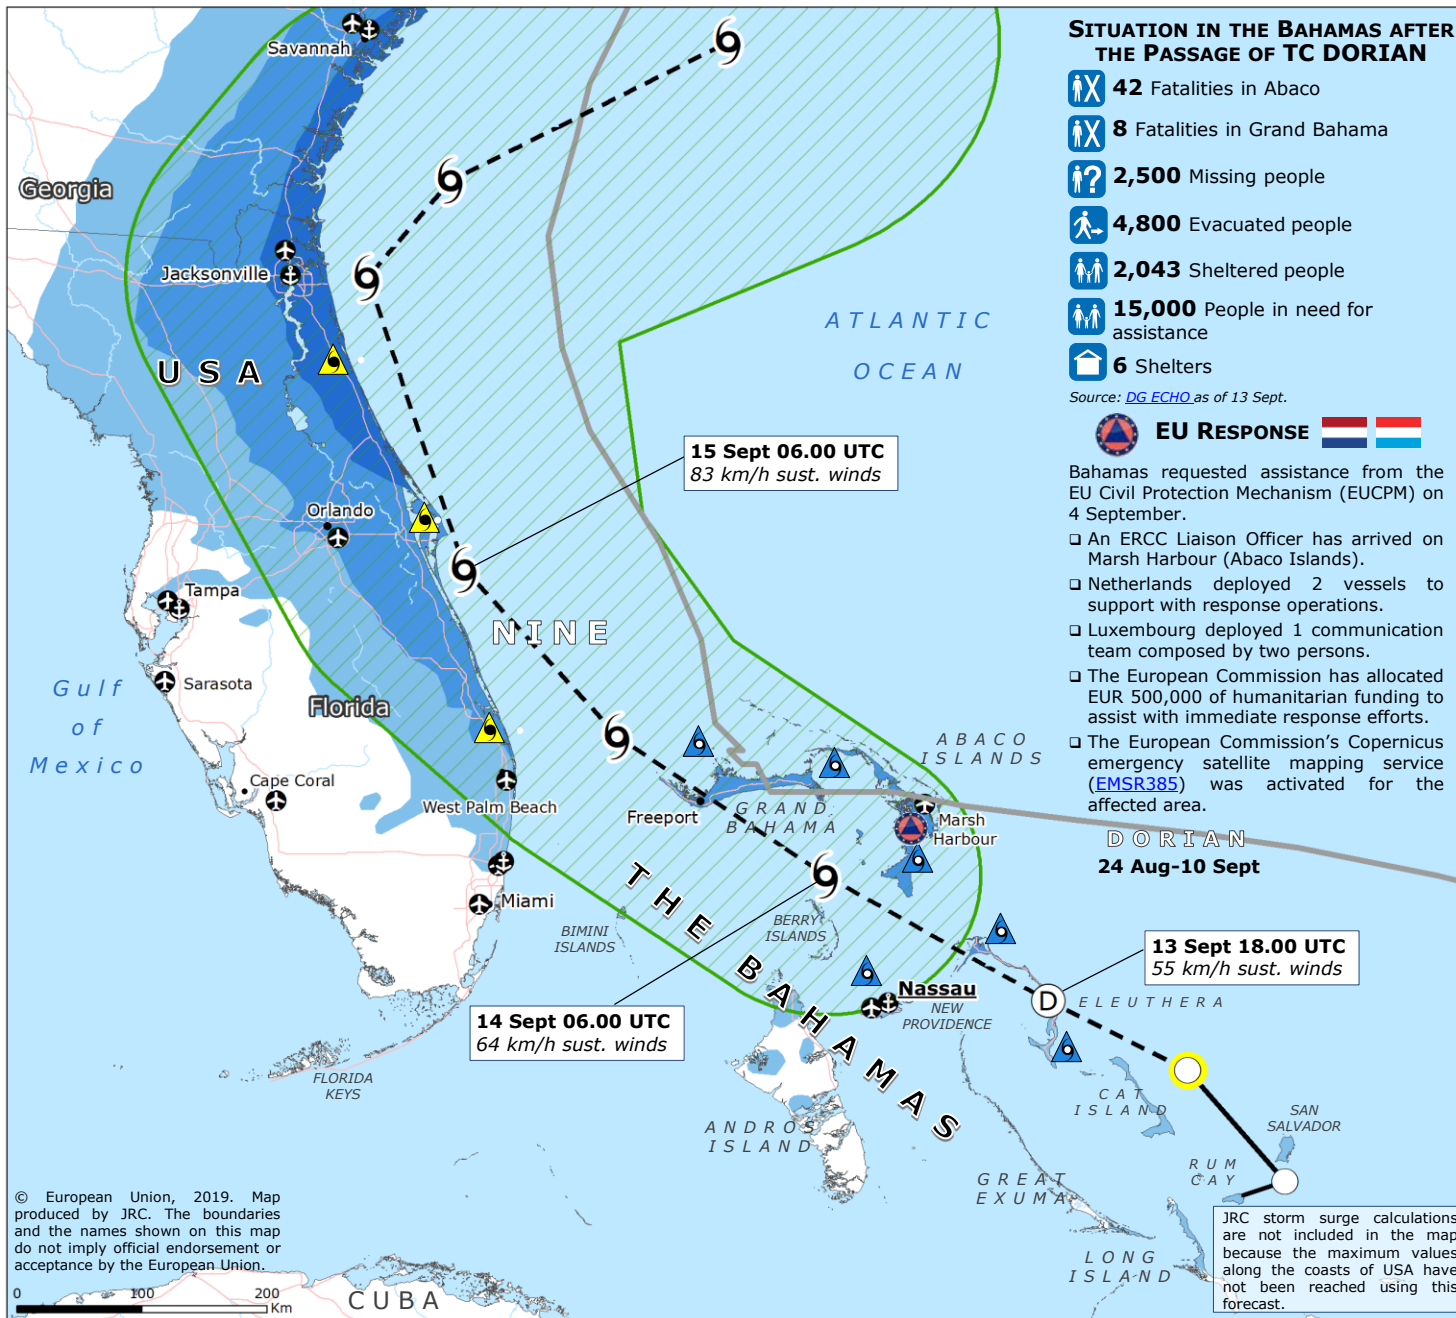 SITUATION IN THE BAHAMAS AFTER
THE PASSAGE OF TC DORIAN
42 Fatalities in Abaco
8 Fatalities in Grand Bahama
2,500 Missing people
4,800 Evacuated people
2,043 Sheltered people
15,000 People in need for
assistance
6 Shelters
Source: DG ECHO as of 13 Sept.
EU RESPONSE
Bahamas requested assistance from the
EU Civil Protection Mechanism (EUCPM) on
4 September.
❑ An ERCC Liaison Officer has arrived on
Marsh Harbour (Abaco Islands).
❑ Netherlands deployed 2 vessels to
support with response operations.
❑ Luxembourg deployed 1 communication
team composed by two persons.
❑ The European Commission has allocated
EUR 500,000 of humanitarian funding to
assist with immediate response efforts.
❑ The European Commission's Copernicus
emergency satellite mapping service
(EMSR385) was activated for the
affected area.
DORIAN
24 Aug-10 Sept
Savannah
Georgia
Jacksonville
USA
ATLANTIC
OCEAN
15 Sept 06.00 UTC
83 km/h sust. winds
Orlando
Tampa
NINE
Sarasota
Florida
Gulf
of
Mexico
Cape Coral
West Palm Beach
Freeport
GRAND
BAHAMA
ABACO
ISLANDS
Marsh
Harbour
Miami
THE BAHAMAS
BIMINI
ISLANDS
BERRY
ISLANDS
13 Sept 18.00 UTC
55 km/h sust. winds
D
ELEUTHERA
Nassau
NEW
PROVIDENCE
14 Sept 06.00 UTC
64 km/h sust. winds
FLORIDA
KEYS
CAT
ISLAND
SAN
SALVADOR
ANDROS
ISLAND
RUM
CAY
GREAT
EXUMA
LONG
ISLAND
CUBA
© European Union, 2019. Map
produced by JRC. The boundaries
and the names shown on this map
do not imply official endorsement or
acceptance by the European Union.
0 100 200
Km
JRC storm surge calculations
are not included in the map
because the maximum values
along the coasts of USA have
not been reached using this
forecast.